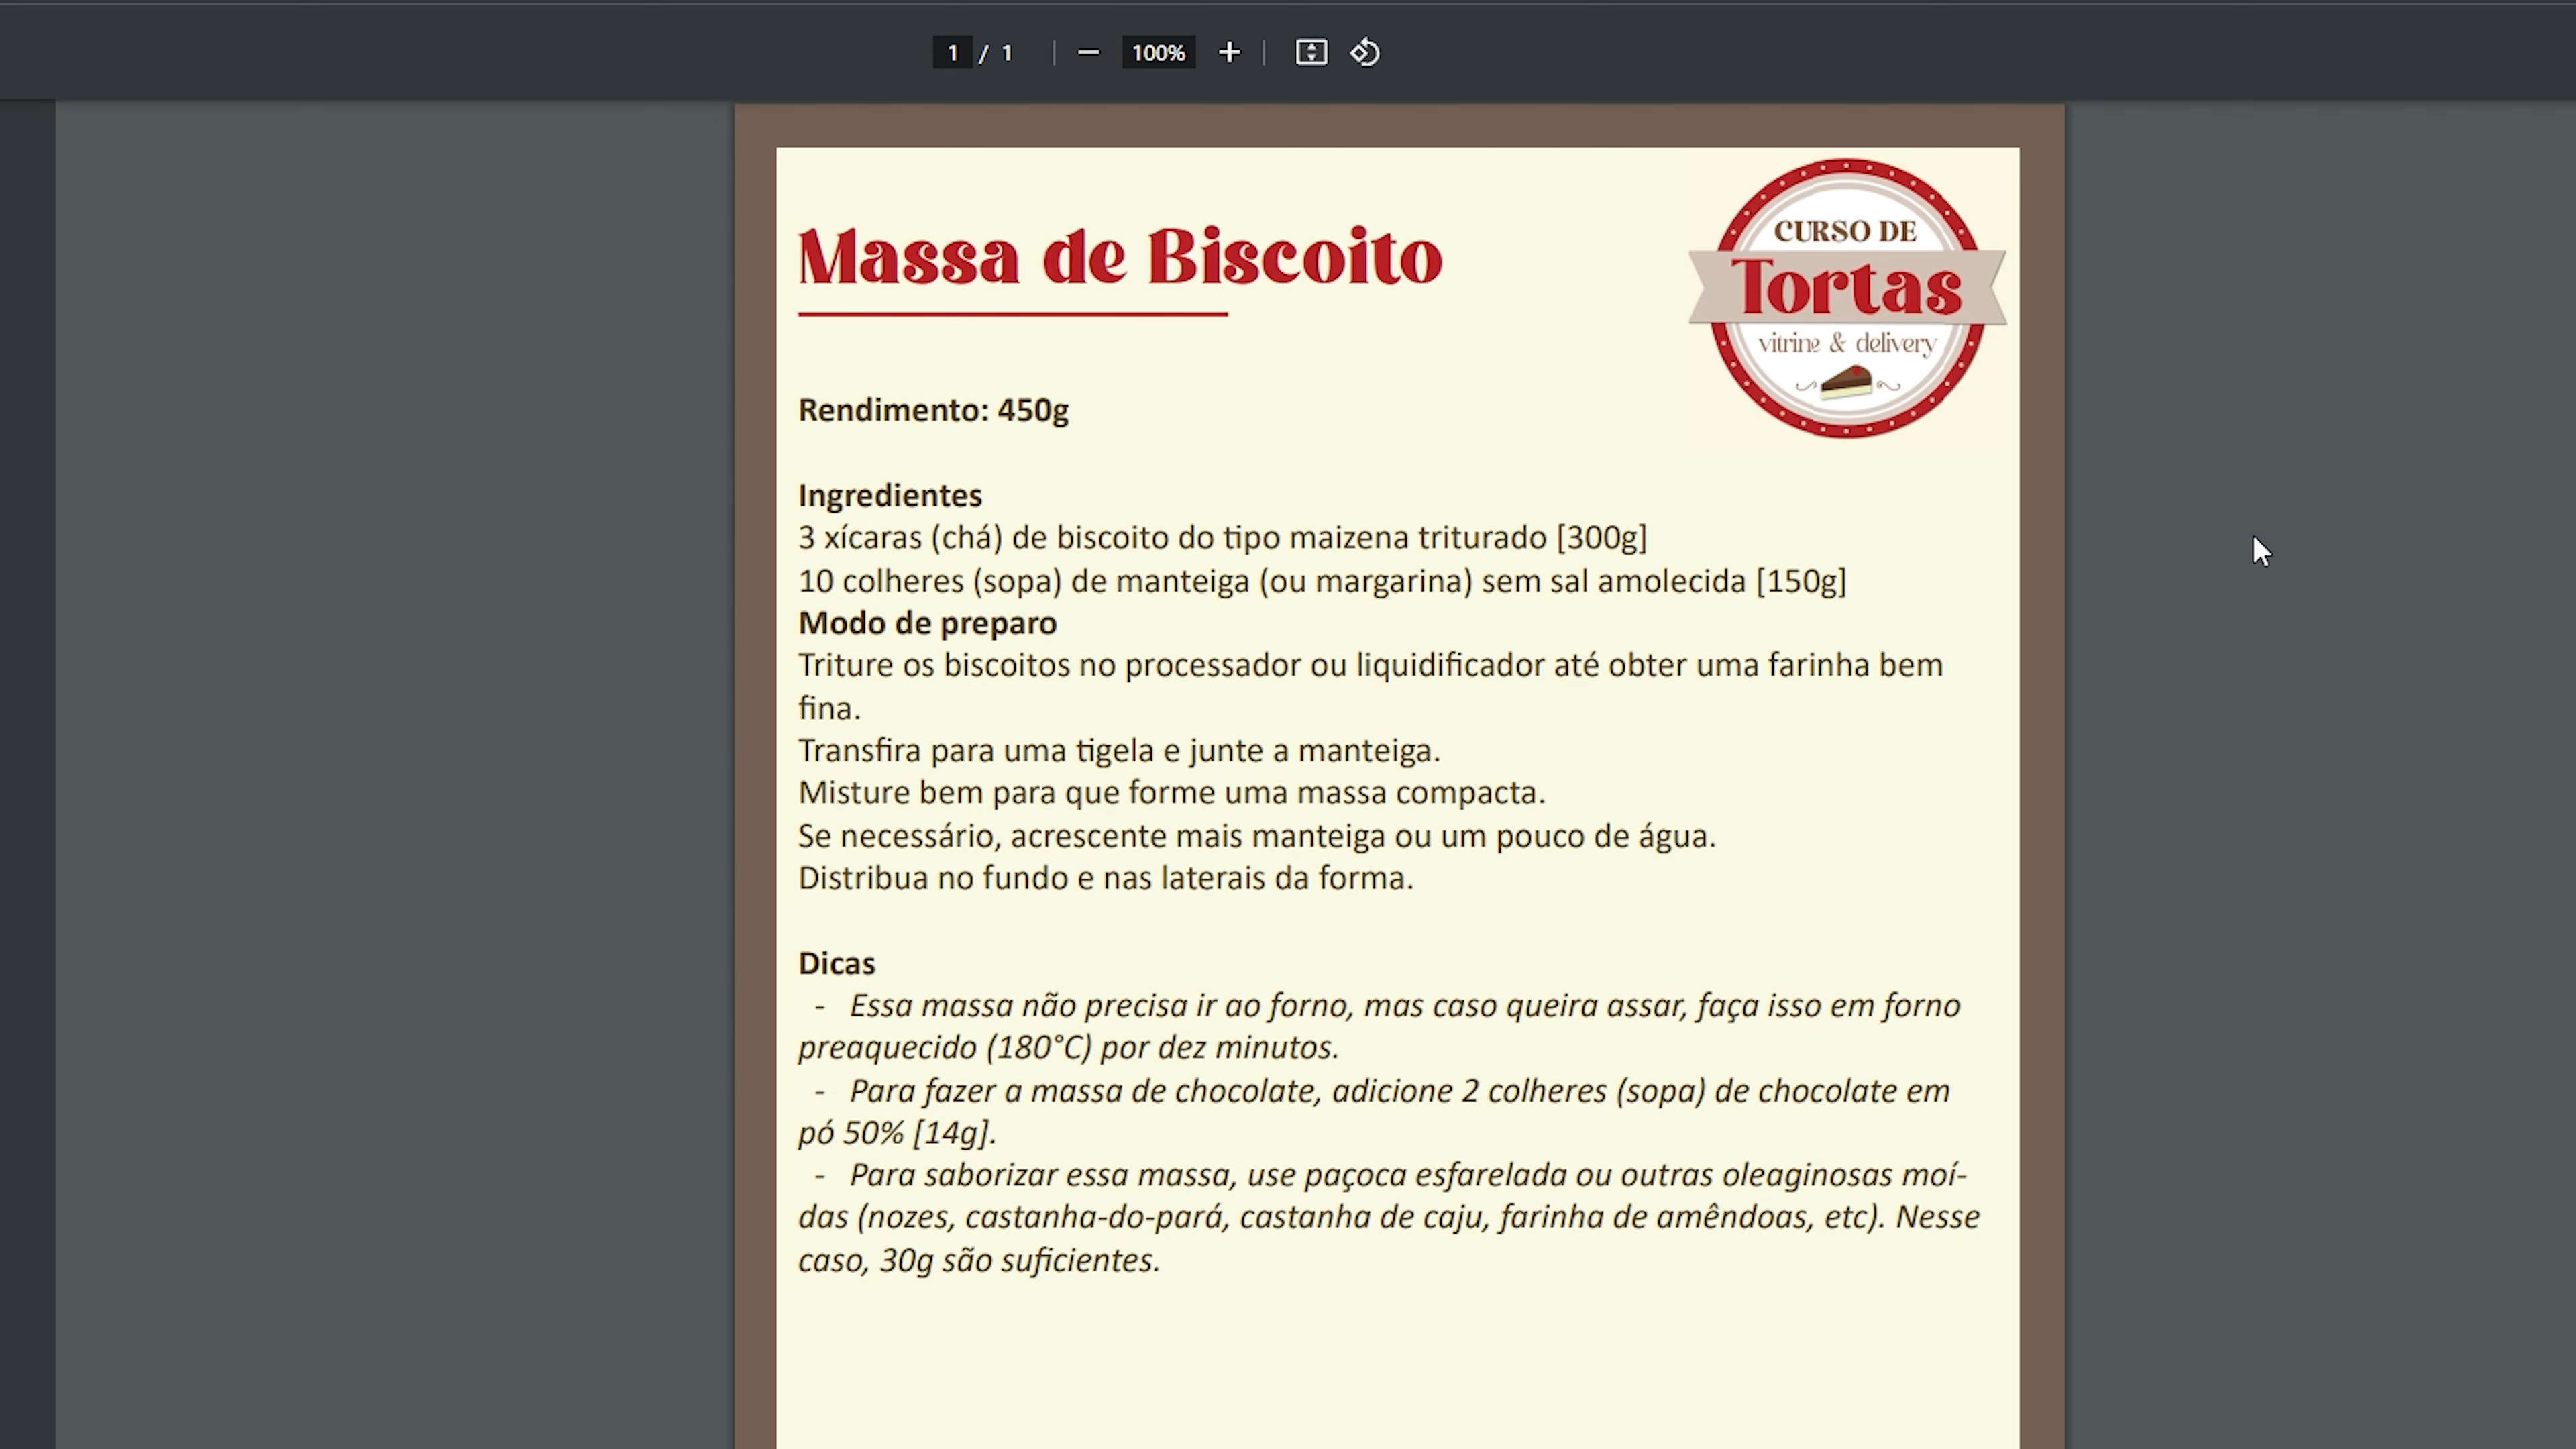 1 / 1 100%
Massa de Biscoito
CURSO DE
Tortas
vitrine & delivery
Rendimento: 450g
Ingredientes
3 xícaras (chá) de biscoito do tipo maizena triturado [300g]
10 colheres (sopa) de manteiga (ou margarina) sem sal amolecida [150g]
Modo de preparo
Triture os biscoitos no processador ou liquidificador até obter uma farinha bem
fina.
Transfira para uma tigela e junte a manteiga.
Misture bem para que forme uma massa compacta.
Se necessário, acrescente mais manteiga ou um pouco de água.
Distribua no fundo e nas laterais da forma.
Dicas
- Essa massa não precisa ir ao forno, mas caso queira assar, faça isso em forno
preaquecido (180°C) por dez minutos.
- Para fazer a massa de chocolate, adicione 2 colheres (sopa) de chocolate em
pó 50% [14g].
- Para saborizar essa massa, use paçoca esfarelada ou outras oleaginosas moí-
das (nozes, castanha-do-pará, castanha de caju, farinha de amêndoas, etc). Nesse
caso, 30g são suficientes.